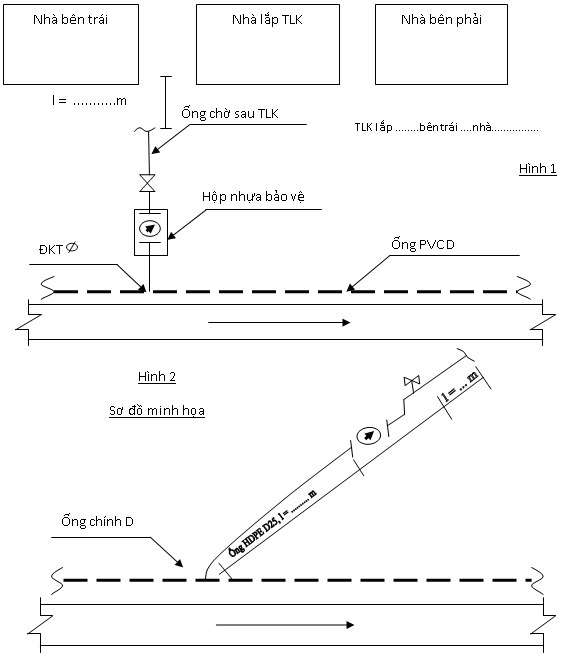 Nhà bên trái
Nhà lắp TLK
Nhà bên phải
l = ...........m
Ống chờ sau TLK
TLK lắp ........bên trái ....nhà................
Hình 1
Hộp nhựa bảo vệ
ĐKT Ø
Ống PVCD
Hình 2
Sơ đồ minh họa
l = ... m
Ống HDPE D25, l = ......... m
Ống chính D